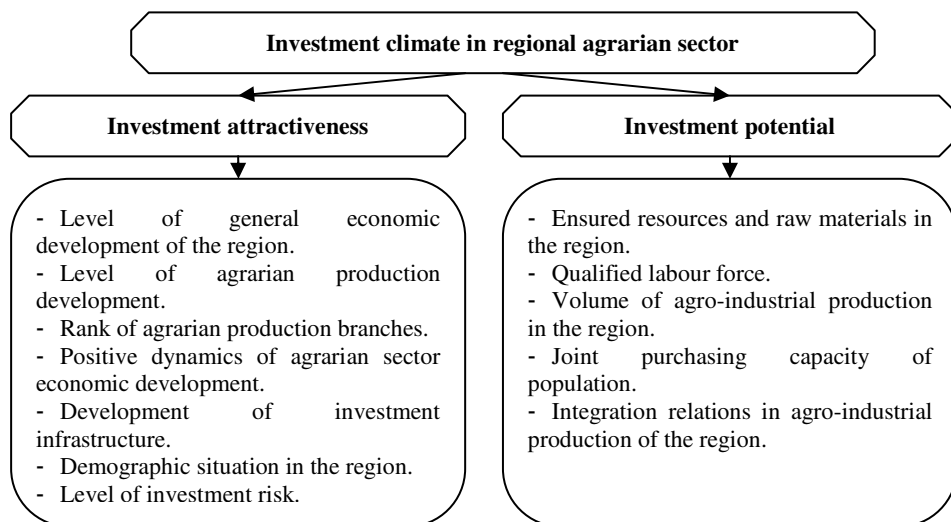 Investment climate in regional agrarian sector
Investment attractiveness
Investment potential
- Level of general economic
development of the region.
- Level of agrarian production
development.
- Rank of agrarian production branches.
- Positive dynamics of agrarian sector
economic development.
- Development of investment
infrastructure.
- Demographic situation in the region.
- Level of investment risk.
- Ensured resources and raw materials in
the region.
- Qualified labour force.
- Volume of agro-industrial production
in the region.
- Joint purchasing capacity of
population.
- Integration relations in agro-industrial
production of the region.